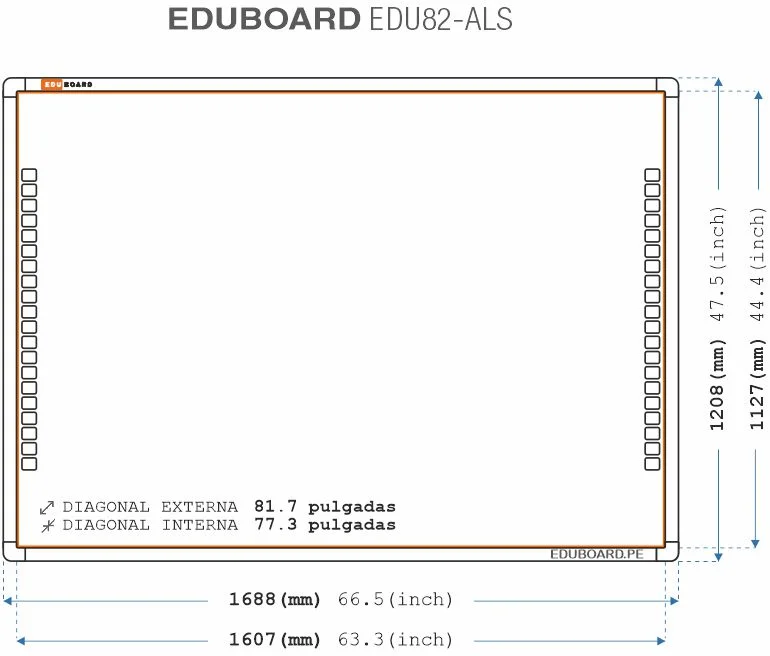 EDUBOARD EDU82-ALS
EDUBOARD
47.5(inch)
1208(mm)
44.4(inch)
1127(mm)
DIAGONAL EXTERNA 81.7 pulgadas
DIAGONAL INTERNA 77.3 pulgadas
EDUBOARD.PE
1688(mm) 66.5(inch)
1607(mm) 63.3(inch)